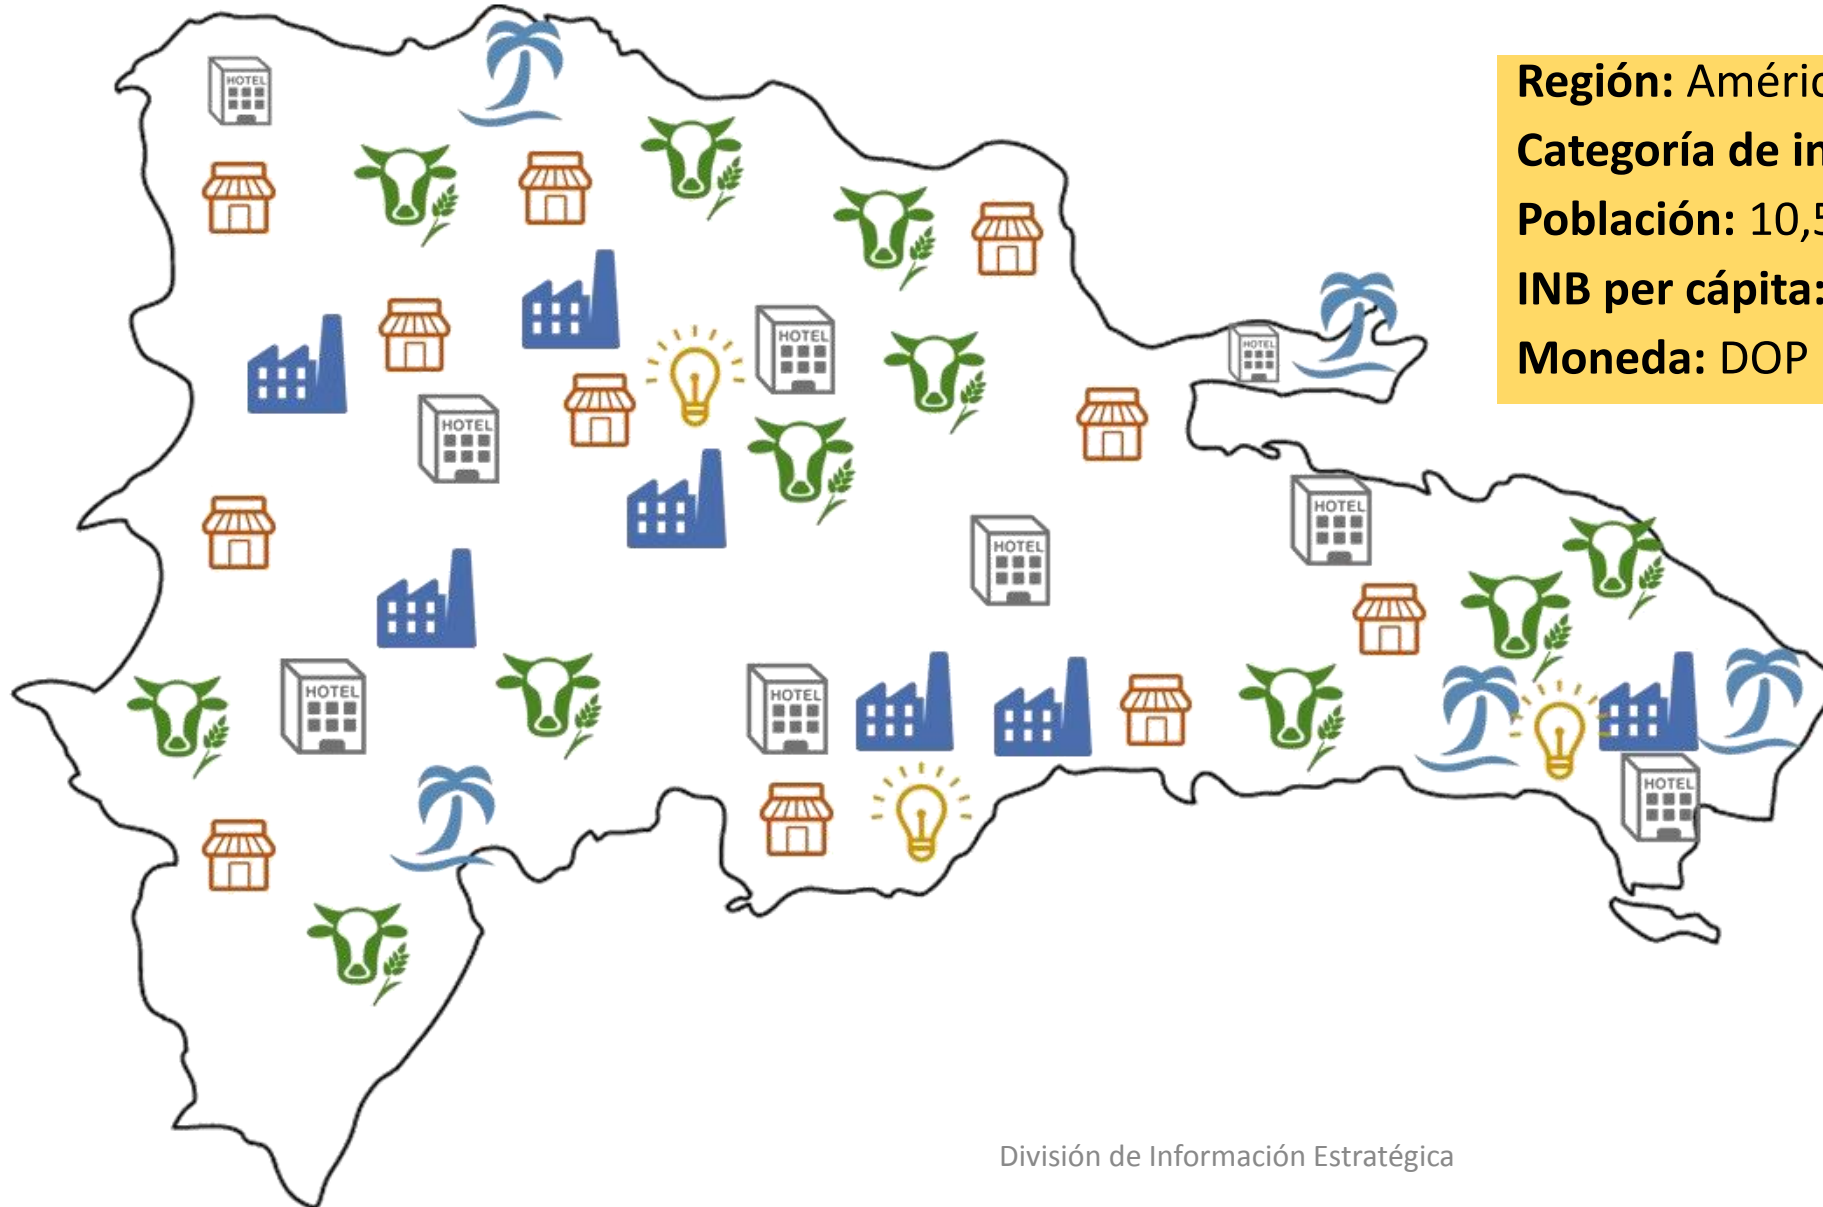 HOTEL
Región: Améric
Categoría de in
Población: 10,5
INB per cápita:
Moneda: DOP
HOTEL
HOTEL
HOTEL
HOTEL
HOTEL
HOTEL
HOTEL
HOTEL
División de Información Estratégica